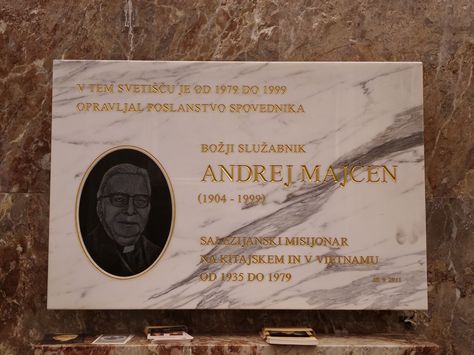 V TEM SVETIŠČU JE OD 1979 DO 1999
OPRAVLJAL POSLANSTVO SPOVEDNIKA
BOŽJI SLUŽABNIK
ANDREJ MAJCEN
(1904 - 1999)
SALEZIJANSKI MISIJONAR
NA KITAJSKEM IN V VIETNAMU
OD 1935 DO 1979